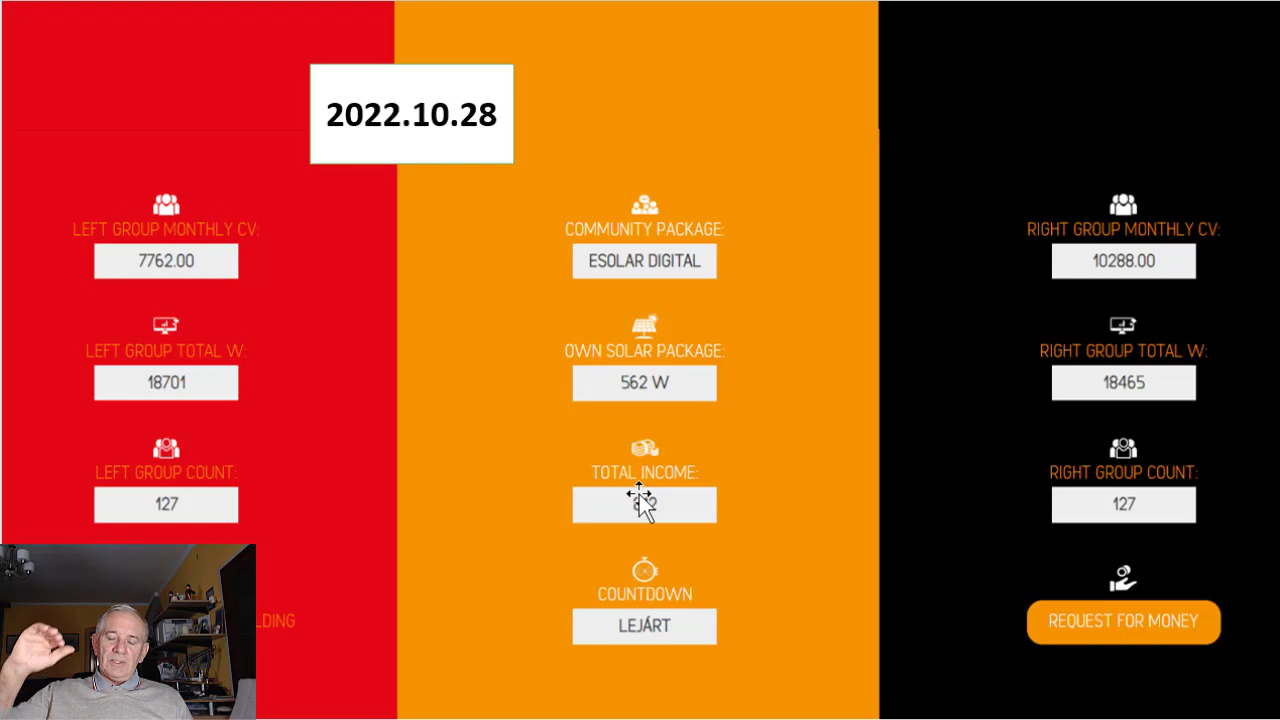 2022.10.28
LEFT GROUP MONTHLY CV:
7762.00
LEFT GROUP TOTAL W:
18701
LEFT GROUP COUNT:
127
COMMUNITY PACKAGE:
ESOLAR DIGITAL
OWN SOLAR PACKAGE:
562 W
TOTAL INCOME:
COUNTDOWN
LEJÁRT
RIGHT GROUP MONTHLY CV:
10288.00
RIGHT GROUP TOTAL W:
18465
RIGHT GROUP COUNT:
127
REQUEST FOR MONEY